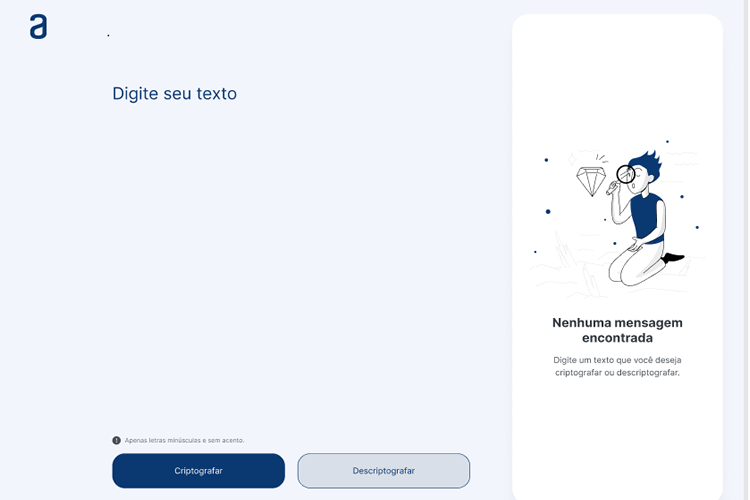 a
Digite seu texto
Apenas letras minúsculas e sem acento.
Criptografar
Descriptografar
Nenhuma mensagem
encontrada
Digite um texto que você deseja
criptografar ou descriptografar.